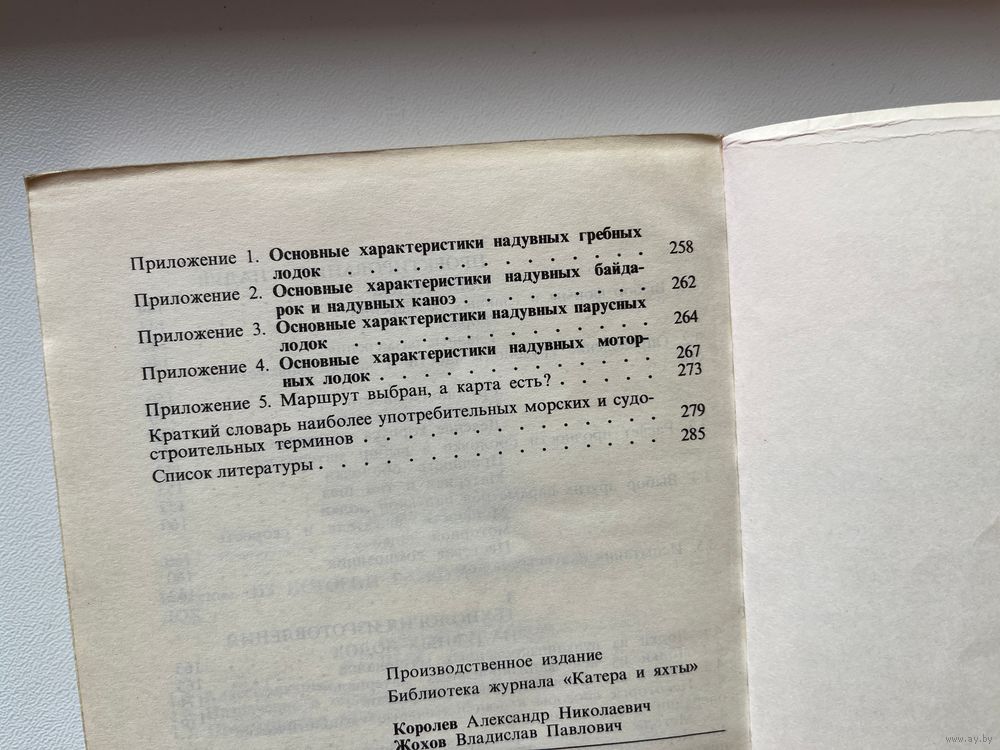 Приложение 1. Основные характеристики надувных гребных
лодок . . . . . . . . . . . . . . 258
Приложение 2. Основные характеристики надувных байда-
рок и надувных каноэ . . . . . . . . . 262
Приложение 3. Основные характеристики надувных парусных
лодок . . . . . . . . . . . . . . 264
Приложение 4. Основные характеристики надувных мотор-
ных лодок . . . . . . . . . . . . . 267
Приложение 5. Маршрут выбран, а карта есть? . . . . . 273
Краткий словарь наиболее употребительных морских и судо-
строительных терминов . . . . . . . . . . . . . 279
Список литературы . . . . . . . . . . . . . . . 285
Производственное издание
Библиотека журнала «Катера и яхты»
Королев Александр Николаевич
Жохов Владислав Павлович
www.ay.by